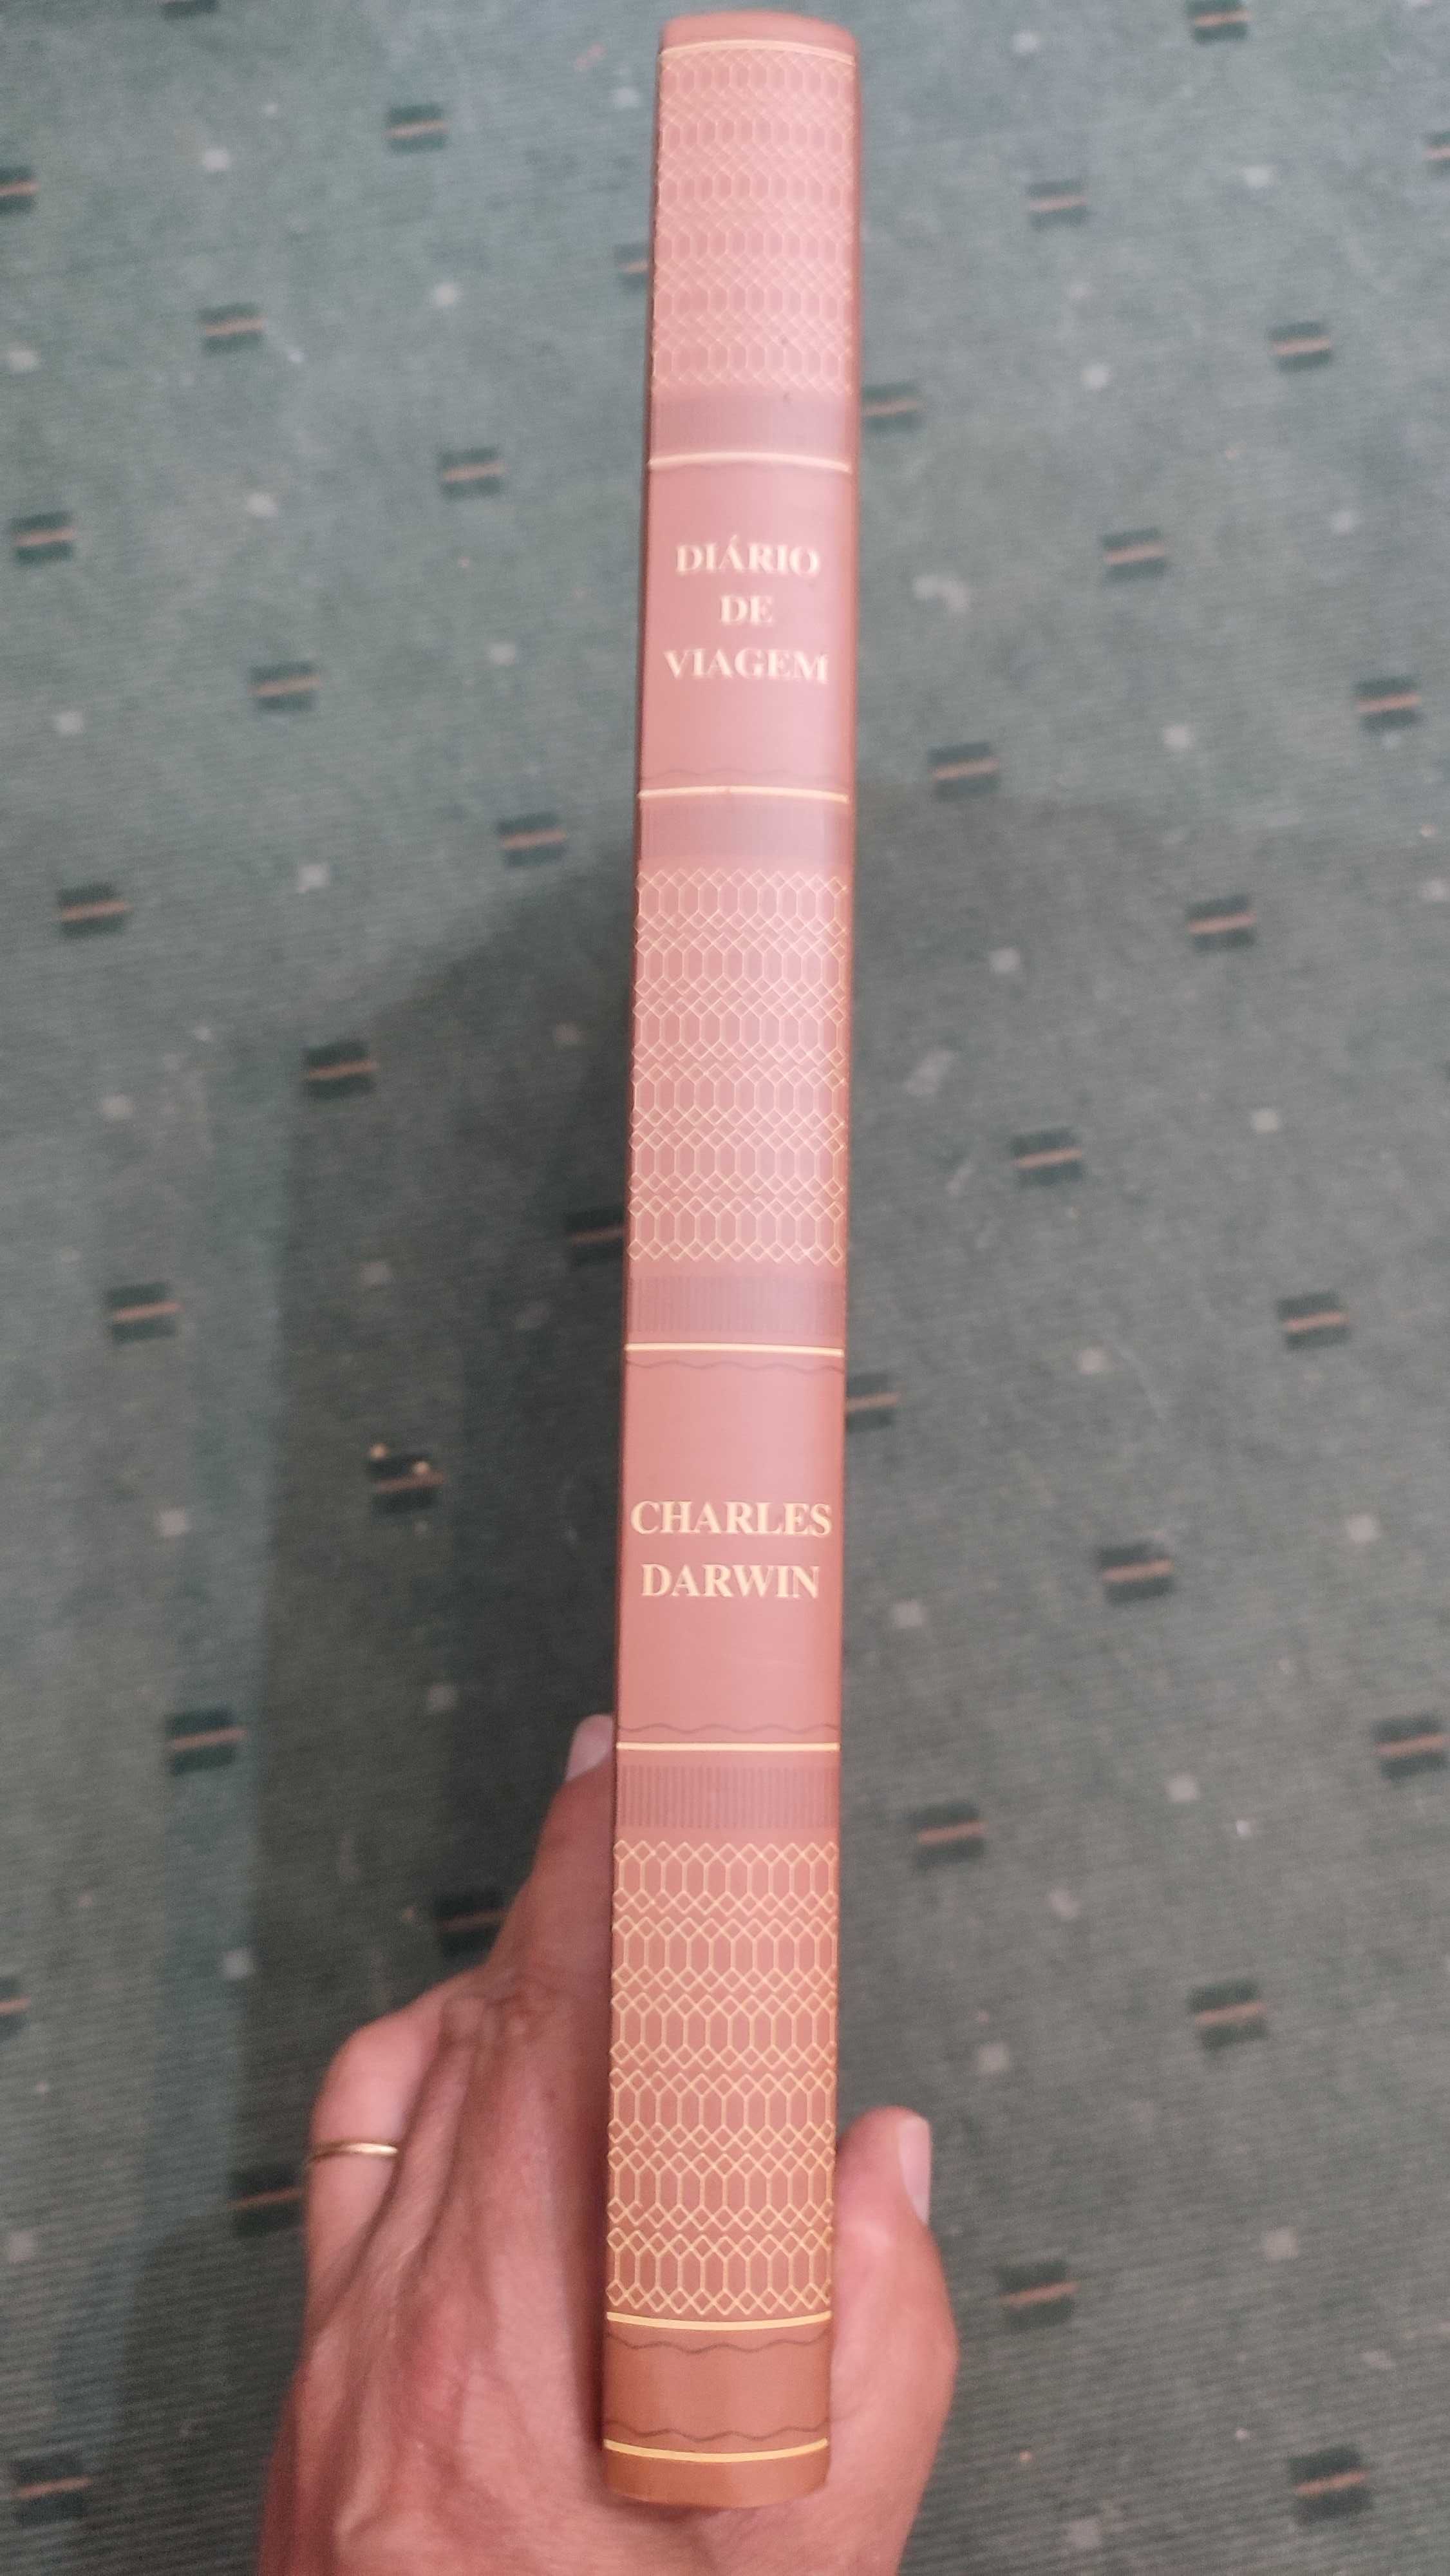 DIÁRIO
DE
VIAGEM
CHARLES
DARWIN